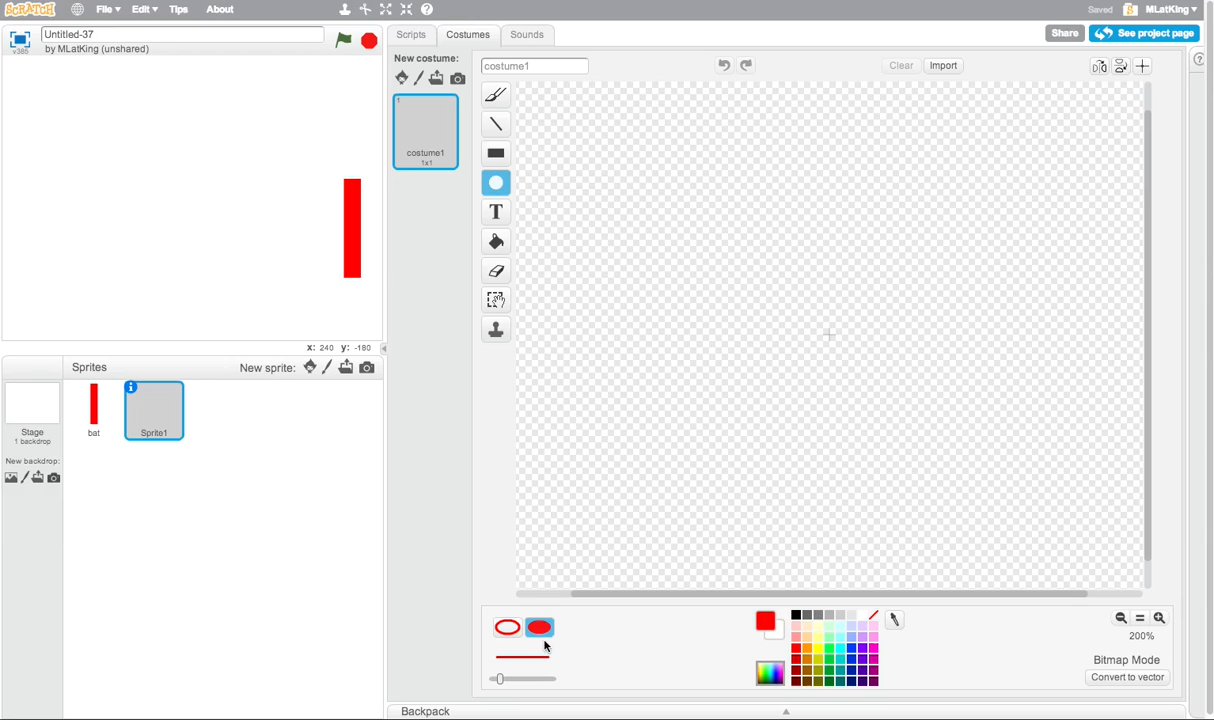 SCRATCH File Edit Tips About Saved MLatKing
v385 Untitled-37 Scripts Costumes Sounds Share See project page
by MLatKing (unshared)
New costume: costume1 Clear Import
1
costume1
1x1
T
x: 240 y: -180
Sprites New sprite:
bat Sprite1
Stage
1 backdrop
New backdrop:
200%
Bitmap Mode
Convert to vector
Backpack